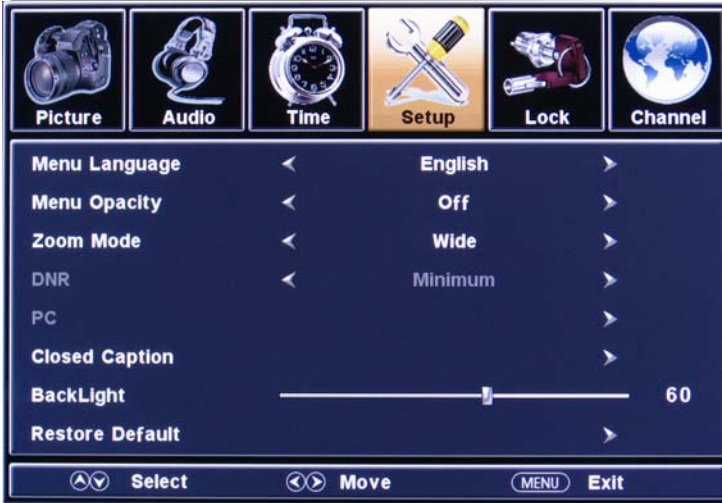 Picture Audio Time Setup Lock Channel
Menu Language English
Menu Opacity Off
Zoom Mode Wide
DNR Minimum
PC
Closed Caption
BackLight 60
Restore Default
Select Move MENU Exit